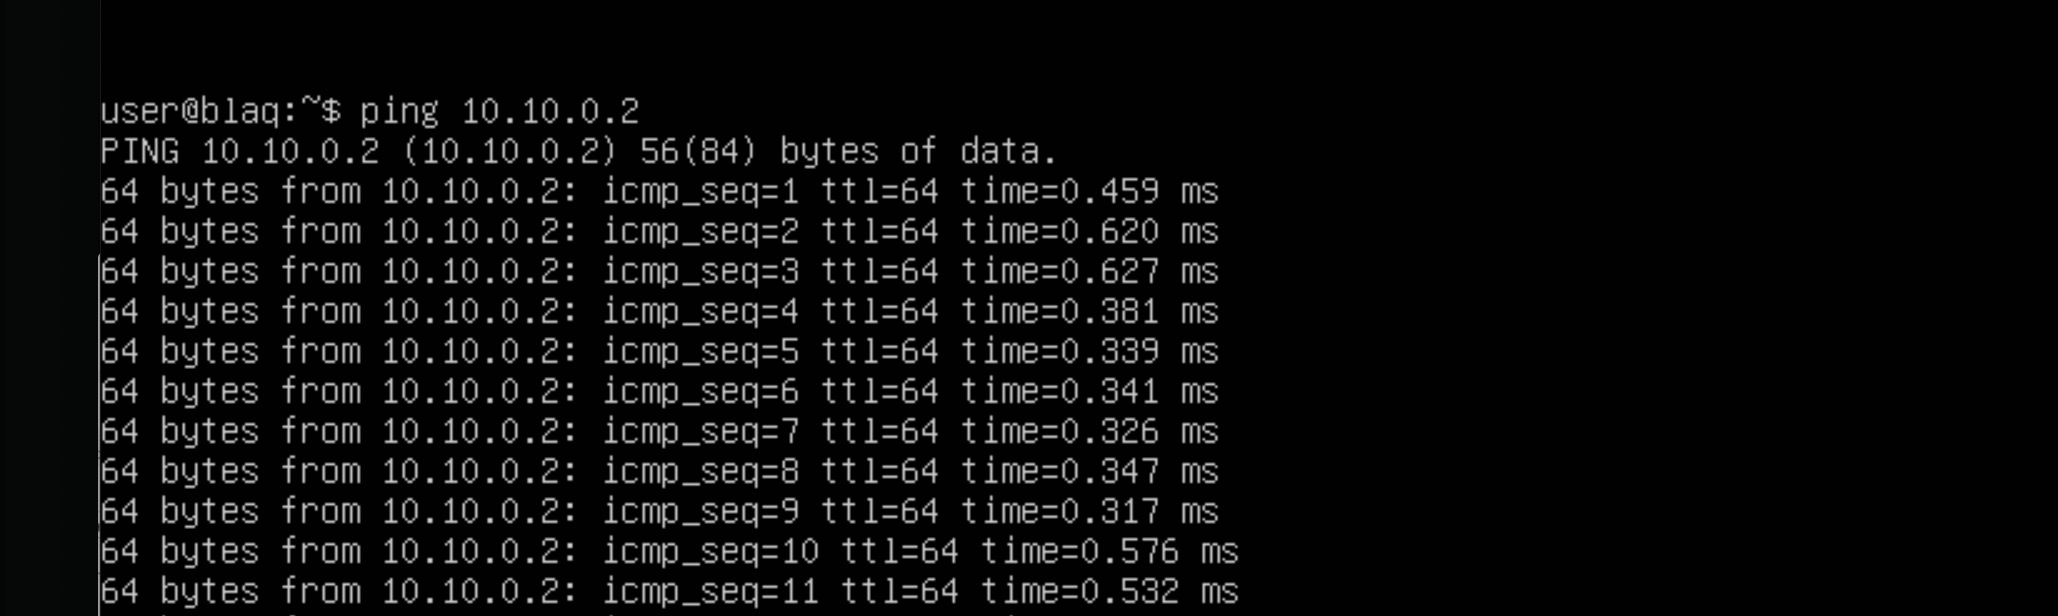 user@blaq:~$ ping 10.10.0.2
PING 10.10.0.2 (10.10.0.2) 56(84) bytes of data.
64 bytes from 10.10.0.2: icmp_seq=1 ttl=64 time=0.459 ms
64 bytes from 10.10.0.2: icmp_seq=2 ttl=64 time=0.620 ms
64 bytes from 10.10.0.2: icmp_seq=3 ttl=64 time=0.627 ms
64 bytes from 10.10.0.2: icmp_seq=4 ttl=64 time=0.381 ms
64 bytes from 10.10.0.2: icmp_seq=5 ttl=64 time=0.339 ms
64 bytes from 10.10.0.2: icmp_seq=6 ttl=64 time=0.341 ms
64 bytes from 10.10.0.2: icmp_seq=7 ttl=64 time=0.326 ms
64 bytes from 10.10.0.2: icmp_seq=8 ttl=64 time=0.347 ms
64 bytes from 10.10.0.2: icmp_seq=9 ttl=64 time=0.317 ms
64 bytes from 10.10.0.2: icmp_seq=10 ttl=64 time=0.576 ms
64 bytes from 10.10.0.2: icmp_seq=11 ttl=64 time=0.532 ms